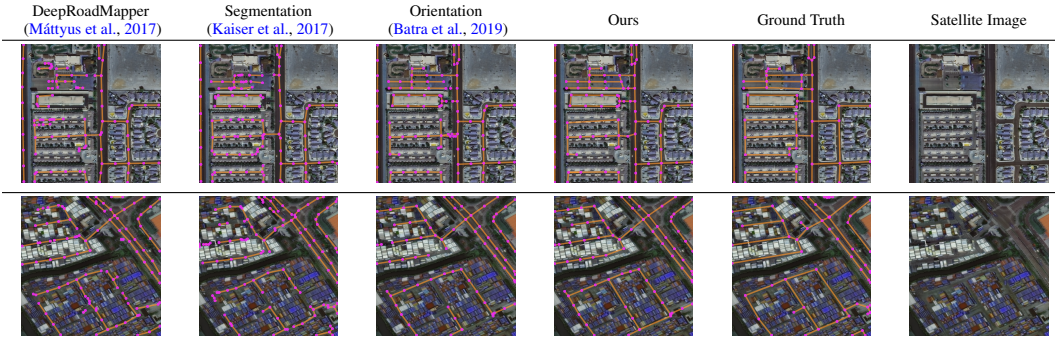 DeepRoadMapper
(Máttyus et al., 2017)
Segmentation
(Kaiser et al., 2017)
Orientation
(Batra et al., 2019)
Ours
Ground Truth
Satellite Image